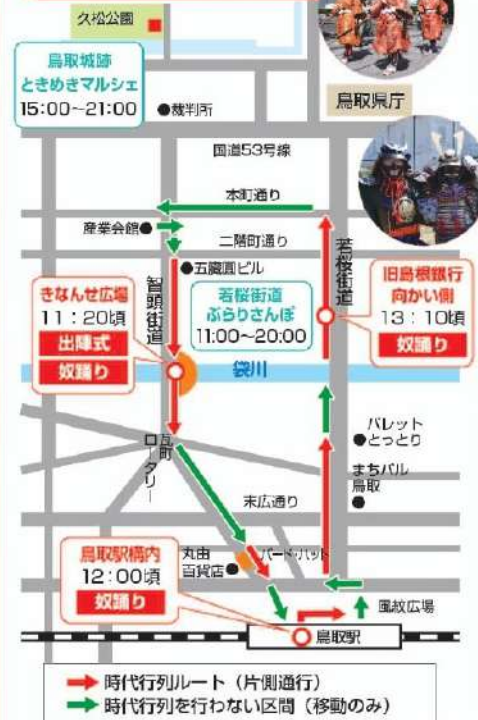 久松公園
鳥取城跡
ときめきマルシェ
15:00~21:00
●裁判所
鳥取県庁
国道53号線
本町通り
産業会館●
二階町通り
●五臓圓ビル
智頭街道
若桜街道
きなんせ広場
11:20頃
出陣式
奴踊り
若桜街道
ぶらりさんぽ
11:00~20:00
旧島根銀行
向かい側
13:10頃
奴踊り
袋川
瓦町
ロータリー
パレット
●とっとり
まちパル
鳥取
●
末広通り
鳥取駅構内
12:00頃
奴踊り
丸由
百貨店●
バード・ハット
風紋広場
鳥取駅
時代行列ルート(片側通行)
時代行列を行わない区間(移動のみ)